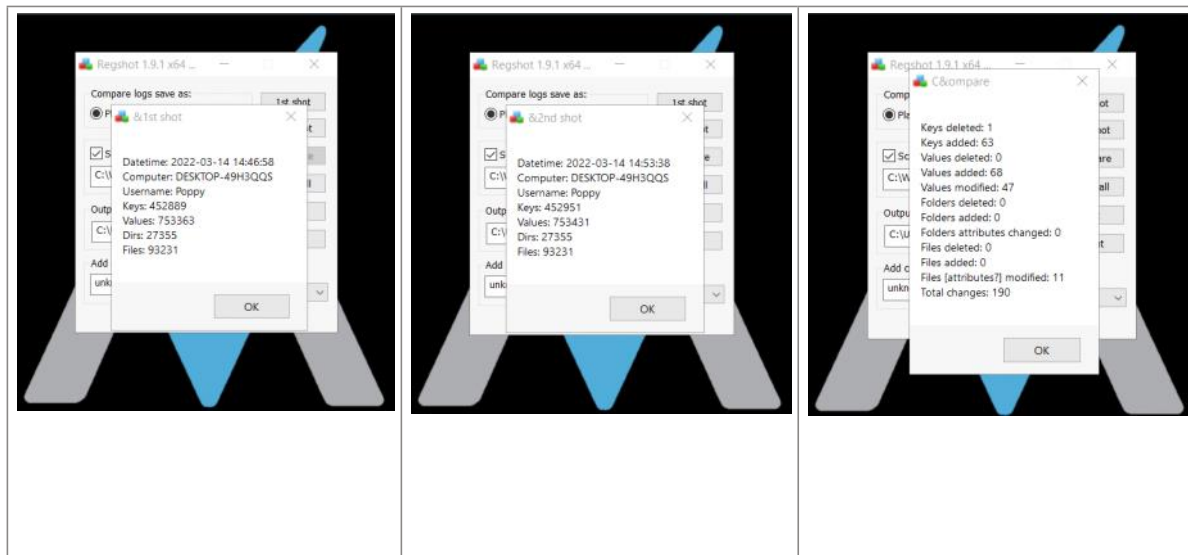 Regshot 1.9.1 x64 ...
Compare logs save as:
1st shot
&1st shot
Datetime: 2022-03-14 14:46:58
Computer: DESKTOP-49H3QQS
Username: Poppy
Keys: 452889
Values: 753363
Dirs: 27355
Files: 93231
OK
Regshot 1.9.1 x64 ...
Compare logs save as:
1st shot
&2nd shot
Datetime: 2022-03-14 14:53:38
Computer: DESKTOP-49H3QQS
Username: Poppy
Keys: 452951
Values: 753431
Dirs: 27355
Files: 93231
OK
Regshot 1.9.1 x64 ...
C&ompare
Keys deleted: 1
Keys added: 63
Values deleted: 0
Values added: 68
Values modified: 47
Folders deleted: 0
Folders added: 0
Folders attributes changed: 0
Files deleted: 0
Files added: 0
Files [attributes?] modified: 11
Total changes: 190
OK